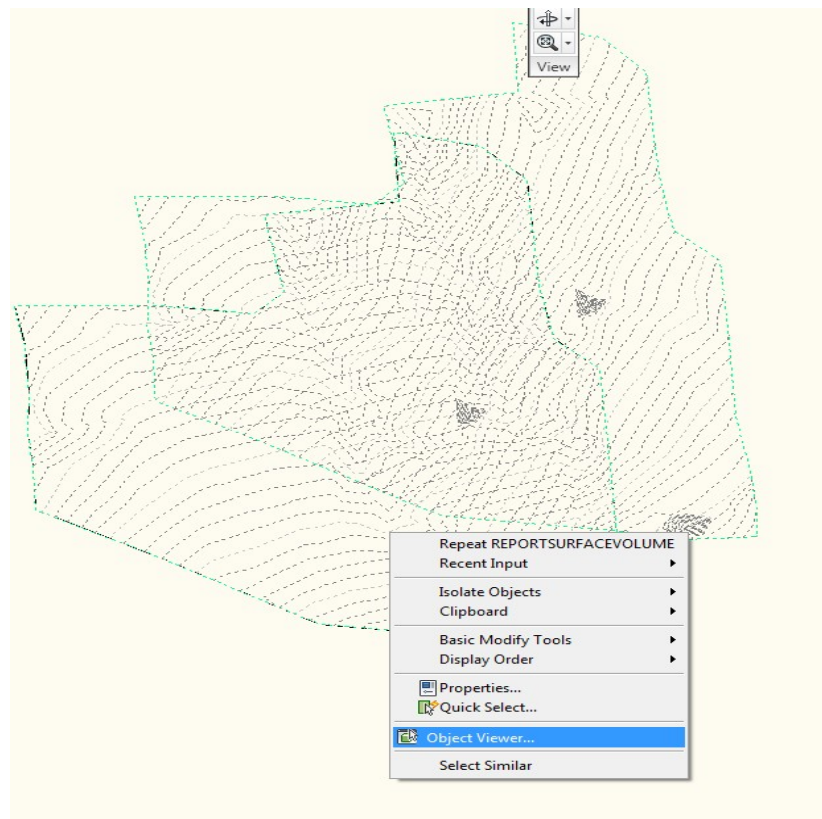 View
Repeat REPORTSURFACEVOLUME
Recent Input
Isolate Objects
Clipboard
Basic Modify Tools
Display Order
Properties...
Quick Select...
Object Viewer...
Select Similar